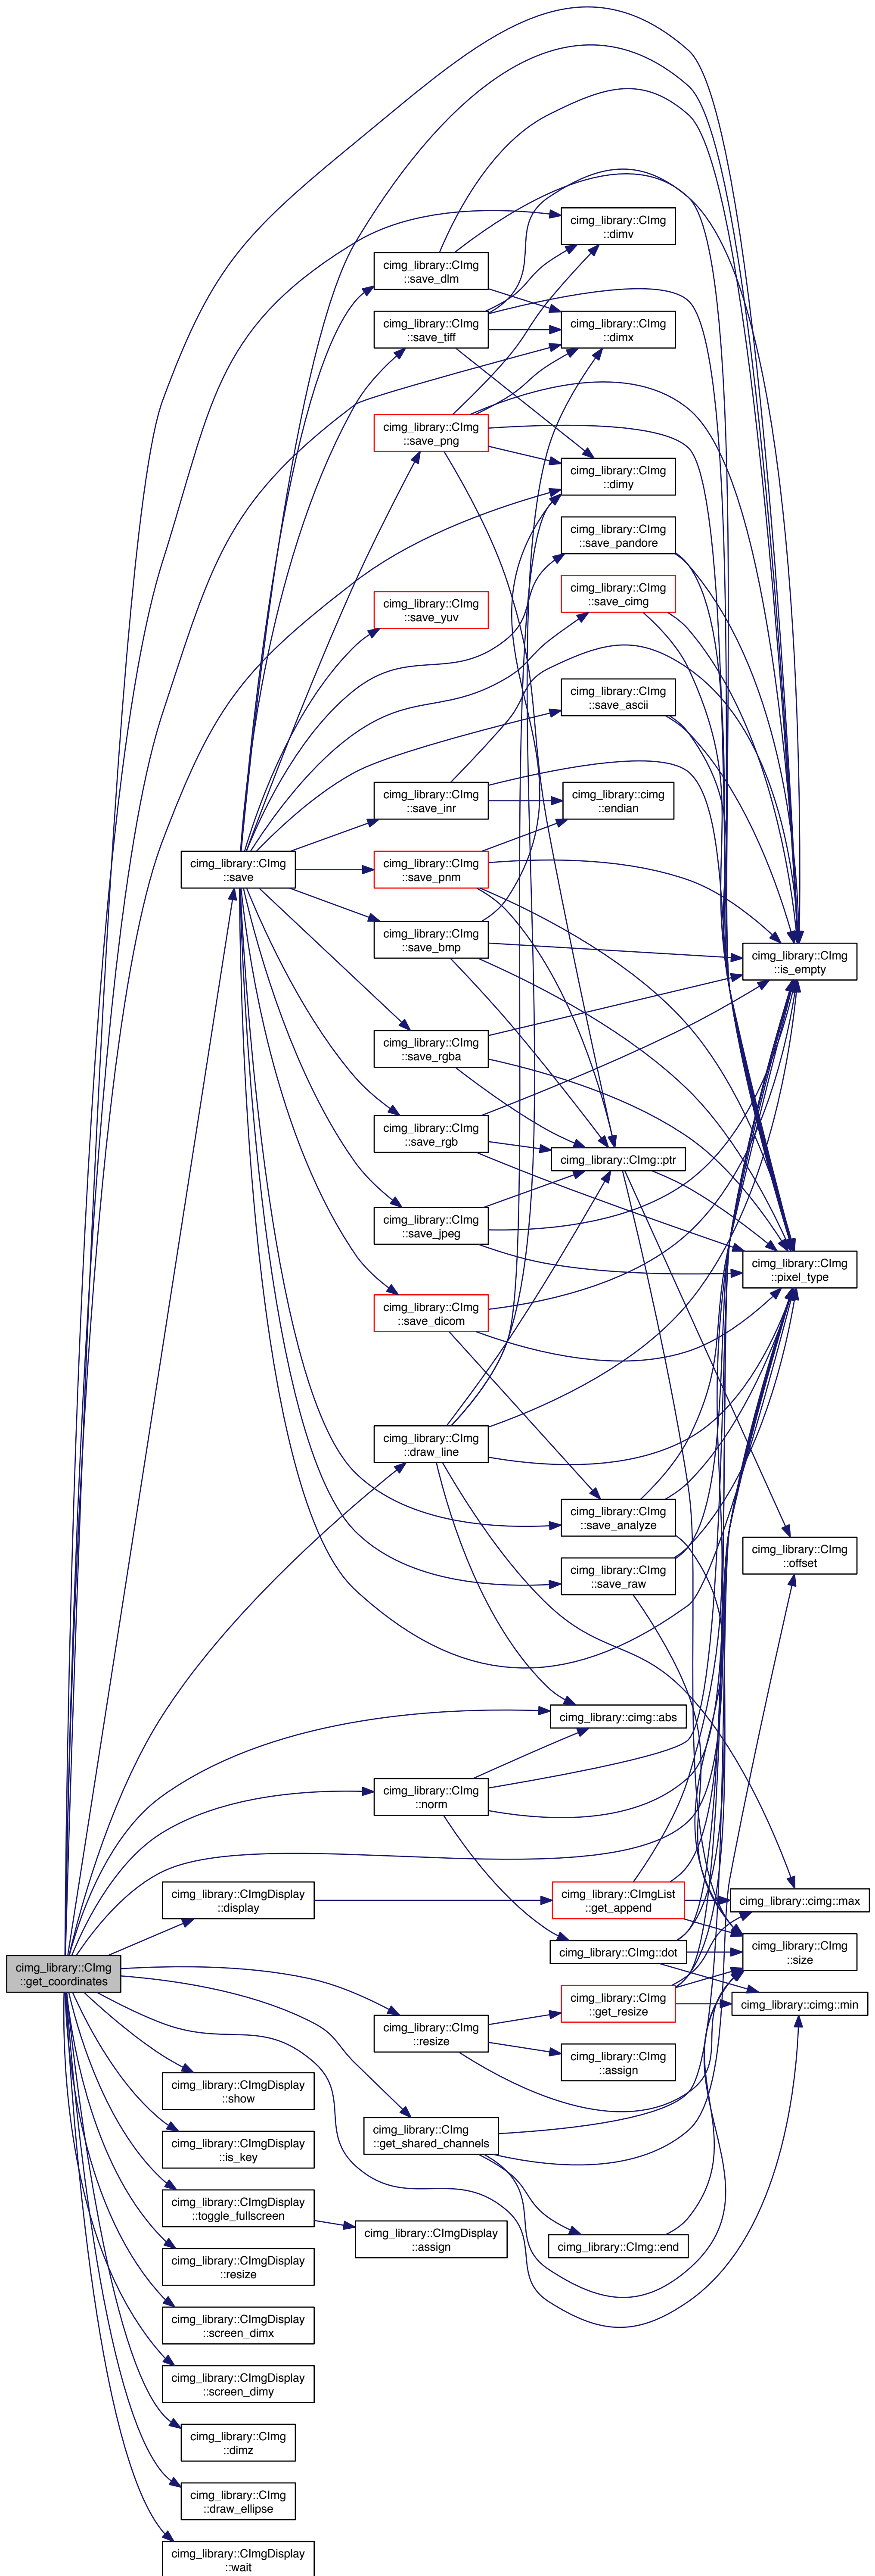 cimg_library::CImg
::dimv
cimg_library::CImg
::save_dlm
cimg_library::CImg
::save_tiff
cimg_library::CImg
::dimx
cimg_library::CImg
::save_png
cimg_library::CImg
::dimy
cimg_library::CImg
::save_pandore
cimg_library::CImg
::save_yuv
cimg_library::CImg
::save_cimg
cimg_library::CImg
::save_ascii
cimg_library::CImg
::save_inr
cimg_library::cimg
::endian
cimg_library::CImg
::save
cimg_library::CImg
::save_pnm
cimg_library::CImg
::save_bmp
cimg_library::CImg
::is_empty
cimg_library::CImg
::save_rgba
cimg_library::CImg
::save_rgb
cimg_library::CImg::ptr
cimg_library::CImg
::save_jpeg
cimg_library::CImg
::pixel_type
cimg_library::CImg
::save_dicom
cimg_library::CImg
::draw_line
cimg_library::CImg
::save_analyze
cimg_library::CImg
::offset
cimg_library::CImg
::save_raw
cimg_library::cimg::abs
cimg_library::CImg
::norm
cimg_library::CImgDisplay
::display
cimg_library::CImgList
::get_append
cimg_library::cimg::max
cimg_library::CImg::dot
cimg_library::CImg
::size
cimg_library::CImg
::get_coordinates
cimg_library::CImg
::get_resize
cimg_library::cimg::min
cimg_library::CImg
::resize
cimg_library::CImg
::assign
cimg_library::CImgDisplay
::show
cimg_library::CImg
::get_shared_channels
cimg_library::CImgDisplay
::is_key
cimg_library::CImgDisplay
::toggle_fullscreen
cimg_library::CImgDisplay
::assign
cimg_library::CImg::end
cimg_library::CImgDisplay
::resize
cimg_library::CImgDisplay
::screen_dimx
cimg_library::CImgDisplay
::screen_dimy
cimg_library::CImg
::dimz
cimg_library::CImg
::draw_ellipse
cimg_library::CImgDisplay
::wait